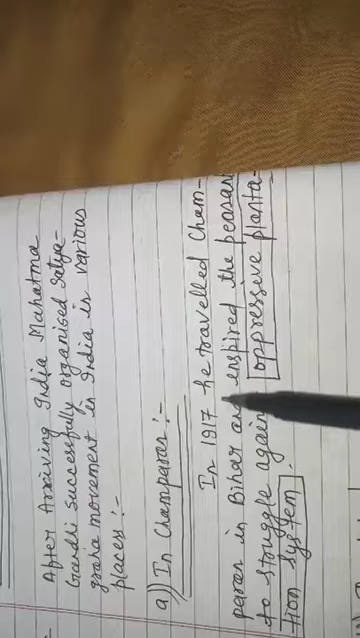 After Arriving India Mahatma
Gandhi successfully organised Satya-
graha movement in India in various
places :-
a)) In Champaran :-
In 1917 he travelled Cham-
paran in Bihar and inspired the peasan
to struggle again oppressive planta-
tion system.